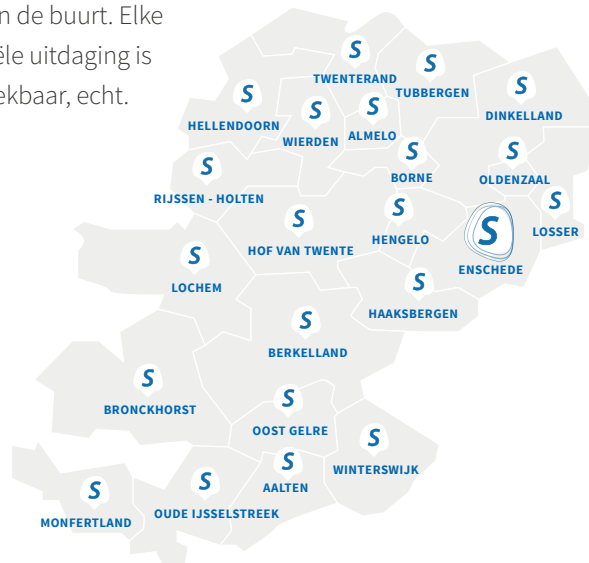 n de buurt. Elke
ële uitdaging is
ekbaar, echt.
S
TWENTERAND
S
TUBBERGEN
S
DINKELLAND
S
HELLENDOORN
S
WIERDEN
S
ALMELO
S
BORNE
S
OLDENZAAL
S
RIJSSEN - HOLTEN
S
HOF VAN TWENTE
S
HENGELO
S
ENSCHEDE
S
LOSSER
S
LOCHEM
S
HAAKSBERGEN
S
BERKELLAND
S
BRONCKHORST
S
OOST GELRE
S
WINTERSWIJK
S
AALTEN
S
MONFERTLAND
S
OUDE IJSSELSTREEK